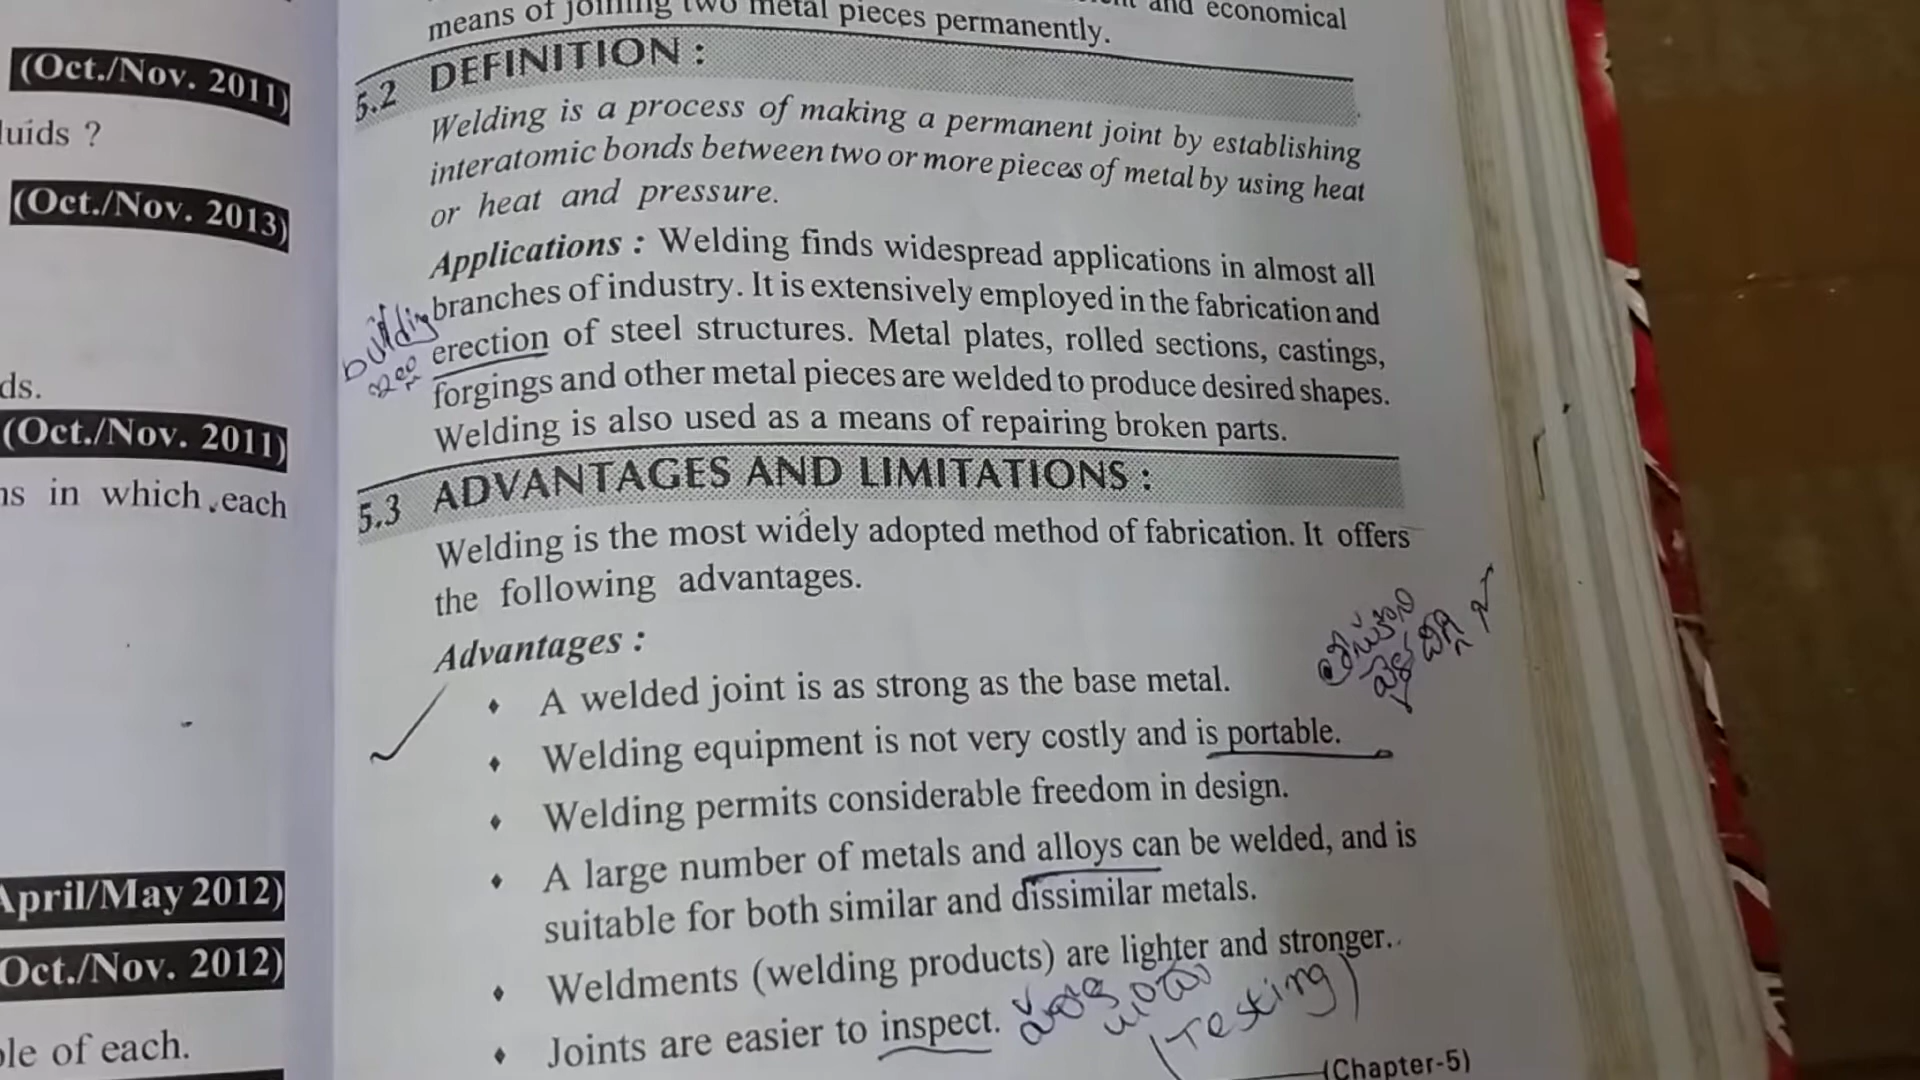 (Oct./Nov. 2011)
luids ?
(Oct./Nov. 2013)
ds.
(Oct./Nov. 2011)
ns in which each
April/May 2012)
Oct./Nov. 2012)
ple of each.
and economical
means of joining two metal pieces permanently.
5.2 DEFINITION :
Welding is a process of making a permanent joint by establishing
interatomic bonds between two or more pieces of metal by using heat
or heat and pressure.
Applications : Welding finds widespread applications in almost all
branches of industry. It is extensively employed in the fabrication and
building
erection of steel structures. Metal plates, rolled sections, castings,
forgings and other metal pieces are welded to produce desired shapes.
Welding is also used as a means of repairing broken parts.
5.3 ADVANTAGES AND LIMITATIONS :
Welding is the most widely adopted method of fabrication. It offers
the following advantages.
Advantages :
♦ A welded joint is as strong as the base metal.
♦ Welding equipment is not very costly and is portable.
♦ Welding permits considerable freedom in design.
♦ A large number of metals and alloys can be welded, and is
suitable for both similar and dissimilar metals.
♦ Weldments (welding products) are lighter and stronger.
♦ Joints are easier to inspect.
(Testing)
(Chapter-5)